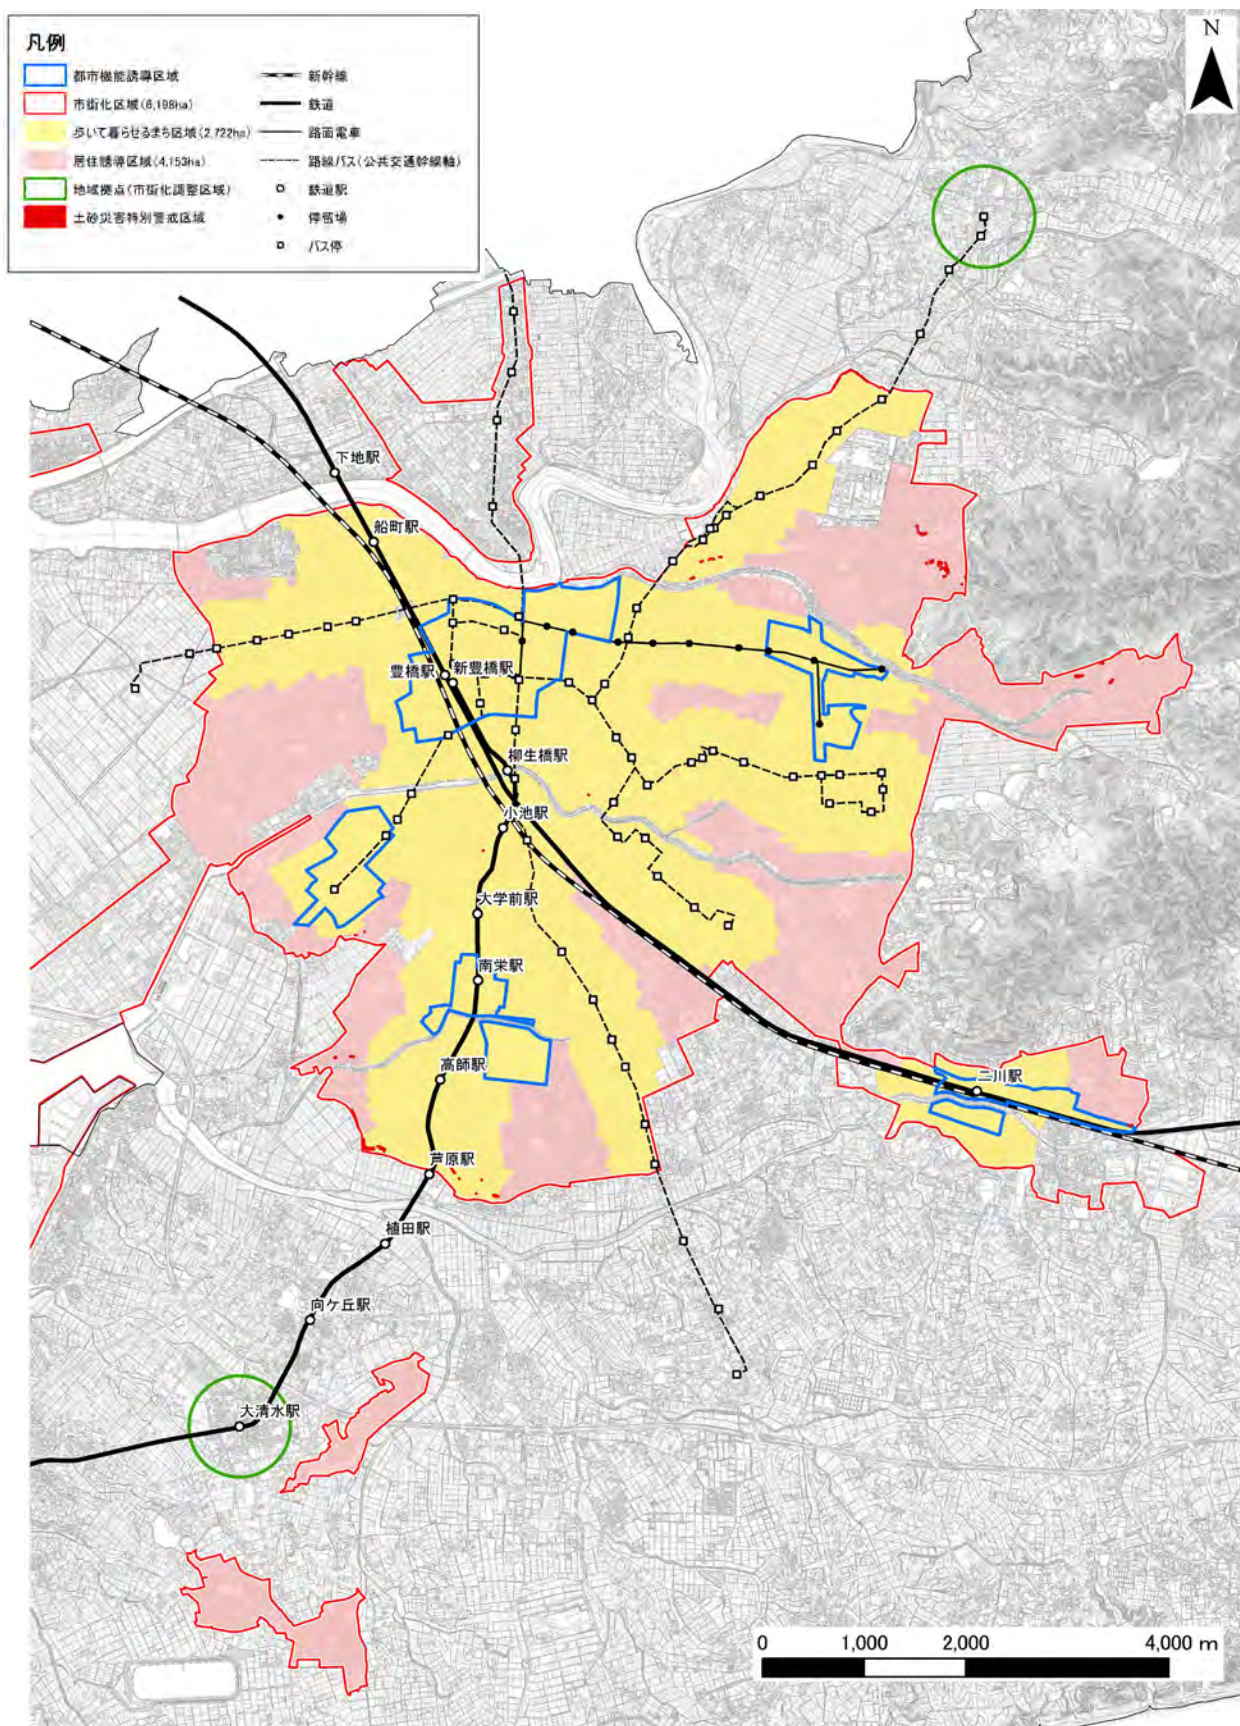 凡例
都市機能誘導区域
市街化区域(6,198ha)
歩いて暮らせるまち区域(2,722ha)
居住誘導区域(4,153ha)
地域拠点(市街化調整区域)
土砂災害特別警戒区域
新幹線
鉄道
路面電車
路線バス(公共交通幹線軸)
鉄道駅
停留場
バス停
N
下地駅
船町駅
豊橋駅
新豊橋駅
柳生橋駅
小池駅
大学前駅
南栄駅
高師駅
二川駅
芦原駅
植田駅
向ケ丘駅
大清水駅
0 1,000 2,000 4,000 m